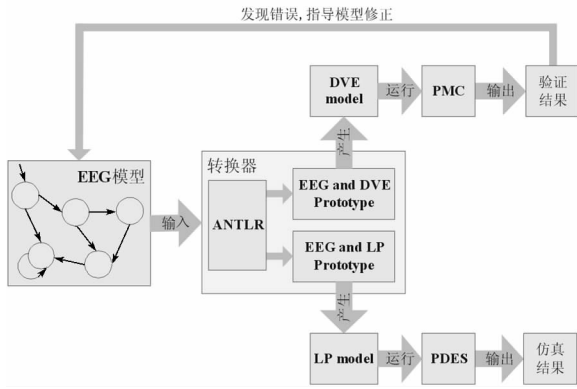 发现错误,指导模型修正
DVE
model
运行
PMC
输出
验证
结果
产生
EEG模型
输入
转换器
ANTLR
EEG and DVE
Prototype
EEG and LP
Prototype
产生
LP model
运行
PDES
输出
仿真
结果